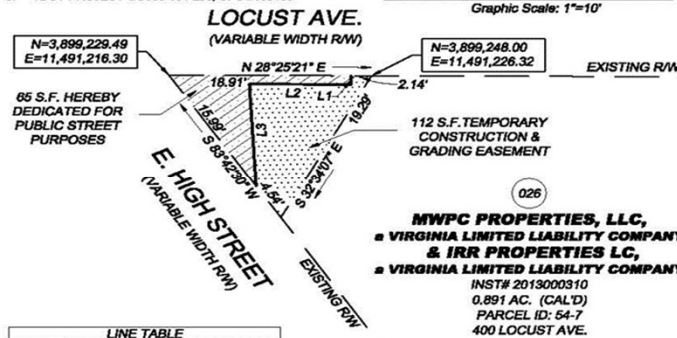 LOCUST AVE.
(VARIABLE WIDTH R/W)
Graphic Scale: 1"=10'
N=3,899,229.49
E=11,491,216.30
N=3,899,248.00
E=11,491,226.32
N 28°25'21" E
EXISTING R/W
18.91'
2.14'
L2
L1
L3
15.99'
19.29'
S 83°42'30" W
4.54'
S 32°34'07" E
65 S.F. HEREBY
DEDICATED FOR
PUBLIC STREET
PURPOSES
112 S.F. TEMPORARY
CONSTRUCTION &
GRADING EASEMENT
E. HIGH STREET
(VARIABLE WIDTH R/W)
EXISTING R/W
026
MWPC PROPERTIES, LLC,
a VIRGINIA LIMITED LIABILITY COMPANY
& IRR PROPERTIES LC,
a VIRGINIA LIMITED LIABILITY COMPANY
INST# 2013000310
0.891 AC. (CAL'D)
PARCEL ID: 54-7
400 LOCUST AVE.
LINE TABLE